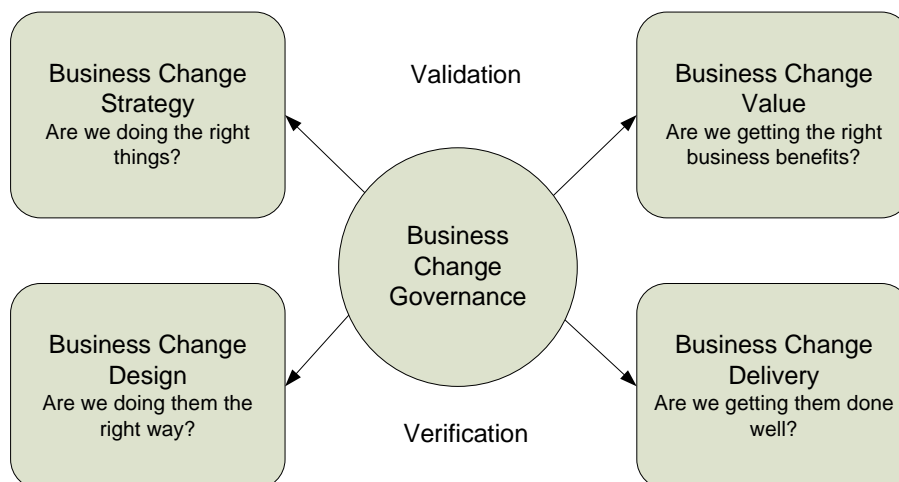 Business Change
Strategy
Are we doing the right
things?
Validation
Business Change
Value
Are we getting the right
business benefits?
Business
Change
Governance
Business Change
Design
Are we doing them the
right way?
Verification
Business Change
Delivery
Are we getting them done
well?